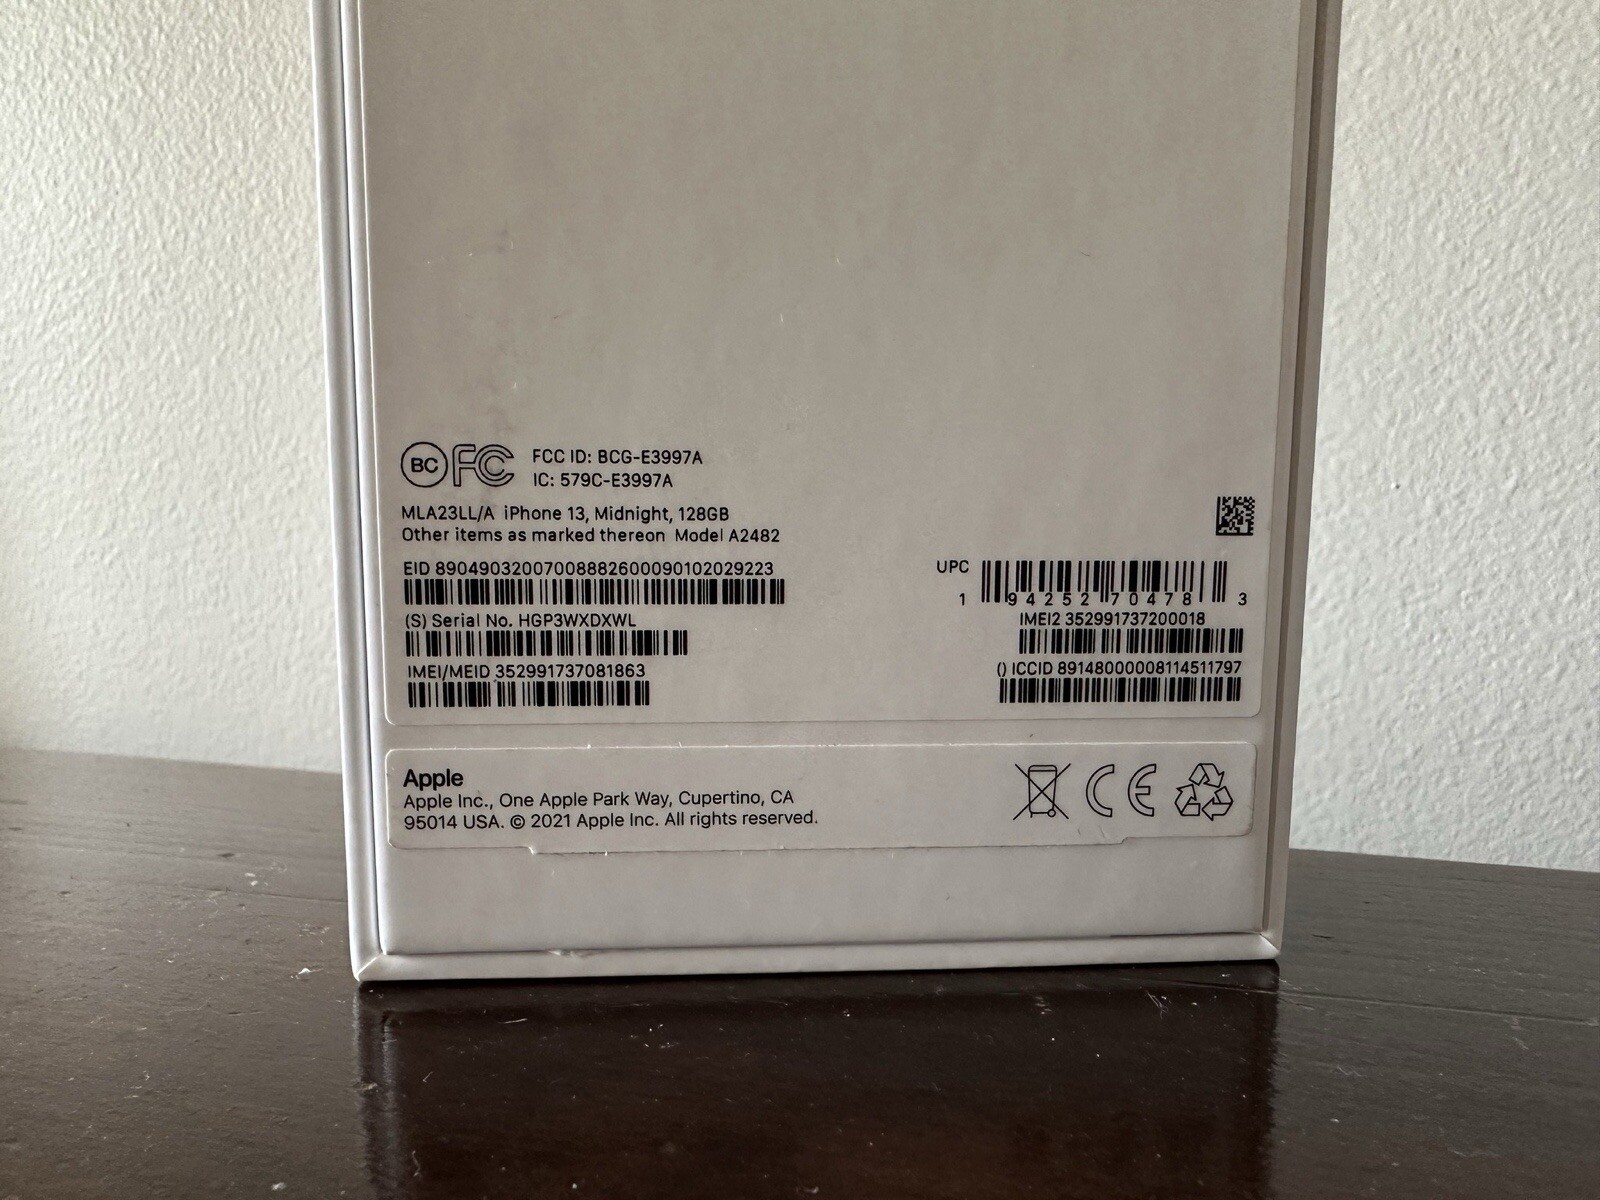 BC FC FCC ID: BCG-E3997A
IC: 579C-E3997A
MLA23LL/A iPhone 13, Midnight, 128GB
Other items as marked thereon Model A2482
EID 89049032007008882600090102029223
UPC
1 94252 70478 3
(S) Serial No. HGP3WXDXWL
IMEI2 352991737200018
IMEI/MEID 352991737081863
() ICCID 89148000008114511797
Apple
Apple Inc., One Apple Park Way, Cupertino, CA
95014 USA. © 2021 Apple Inc. All rights reserved.
CE